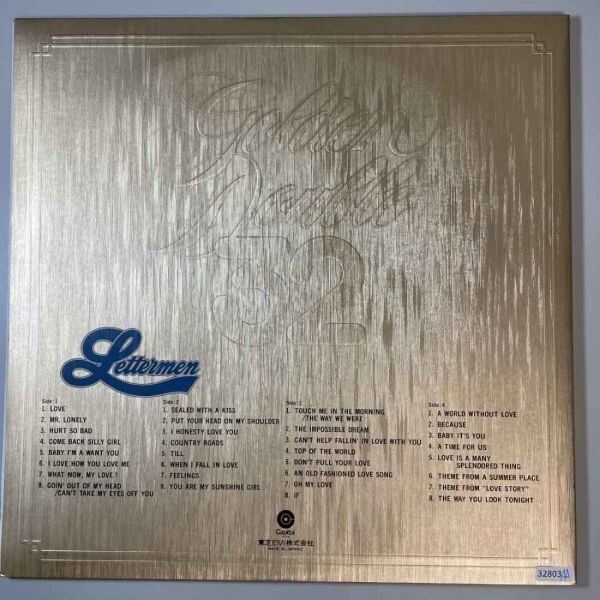 Golden
Double
32
Lettermen
Side: 1
1. LOVE
2. MR. LONELY
3. HURT SO BAD
4. COME BACK SILLY GIRL
5. BABY I'M A WANT YOU
6. I LOVE HOW YOU LOVE ME
7. WHAT NOW, MY LOVE?
8. GOIN' OUT OF MY HEAD
/CAN'T TAKE MY EYES OFF YOU
Side: 2
1. SEALED WITH A KISS
2. PUT YOUR HEAD ON MY SHOULDER
3. I HONESTLY LOVE YOU
4. COUNTRY ROADS
5. TILL
6. WHEN I FALL IN LOVE
7. FEELINGS
8. YOU ARE MY SUNSHINE GIRL
Side: 3
1. TOUCH ME IN THE MORNING
/THE WAY WE WERE
2. THE IMPOSSIBLE DREAM
3. CAN'T HELP FALLIN' IN LOVE WITH YOU
4. TOP OF THE WORLD
5. DON'T PULL YOUR LOVE
6. AN OLD FASHIONED LOVE SONG
7. OH MY LOVE
8. IF
Side: 4
1. A WORLD WITHOUT LOVE
2. BECAUSE
3. BABY IT'S YOU
4. A TIME FOR US
5. LOVE IS A MANY
SPLENDORED THING
6. THEME FROM A SUMMER PLACE
7. THEME FROM "LOVE STORY"
8. THE WAY YOU LOOK TONIGHT
Capitol
東芝EMI株式会社
MADE IN JAPAN
32803